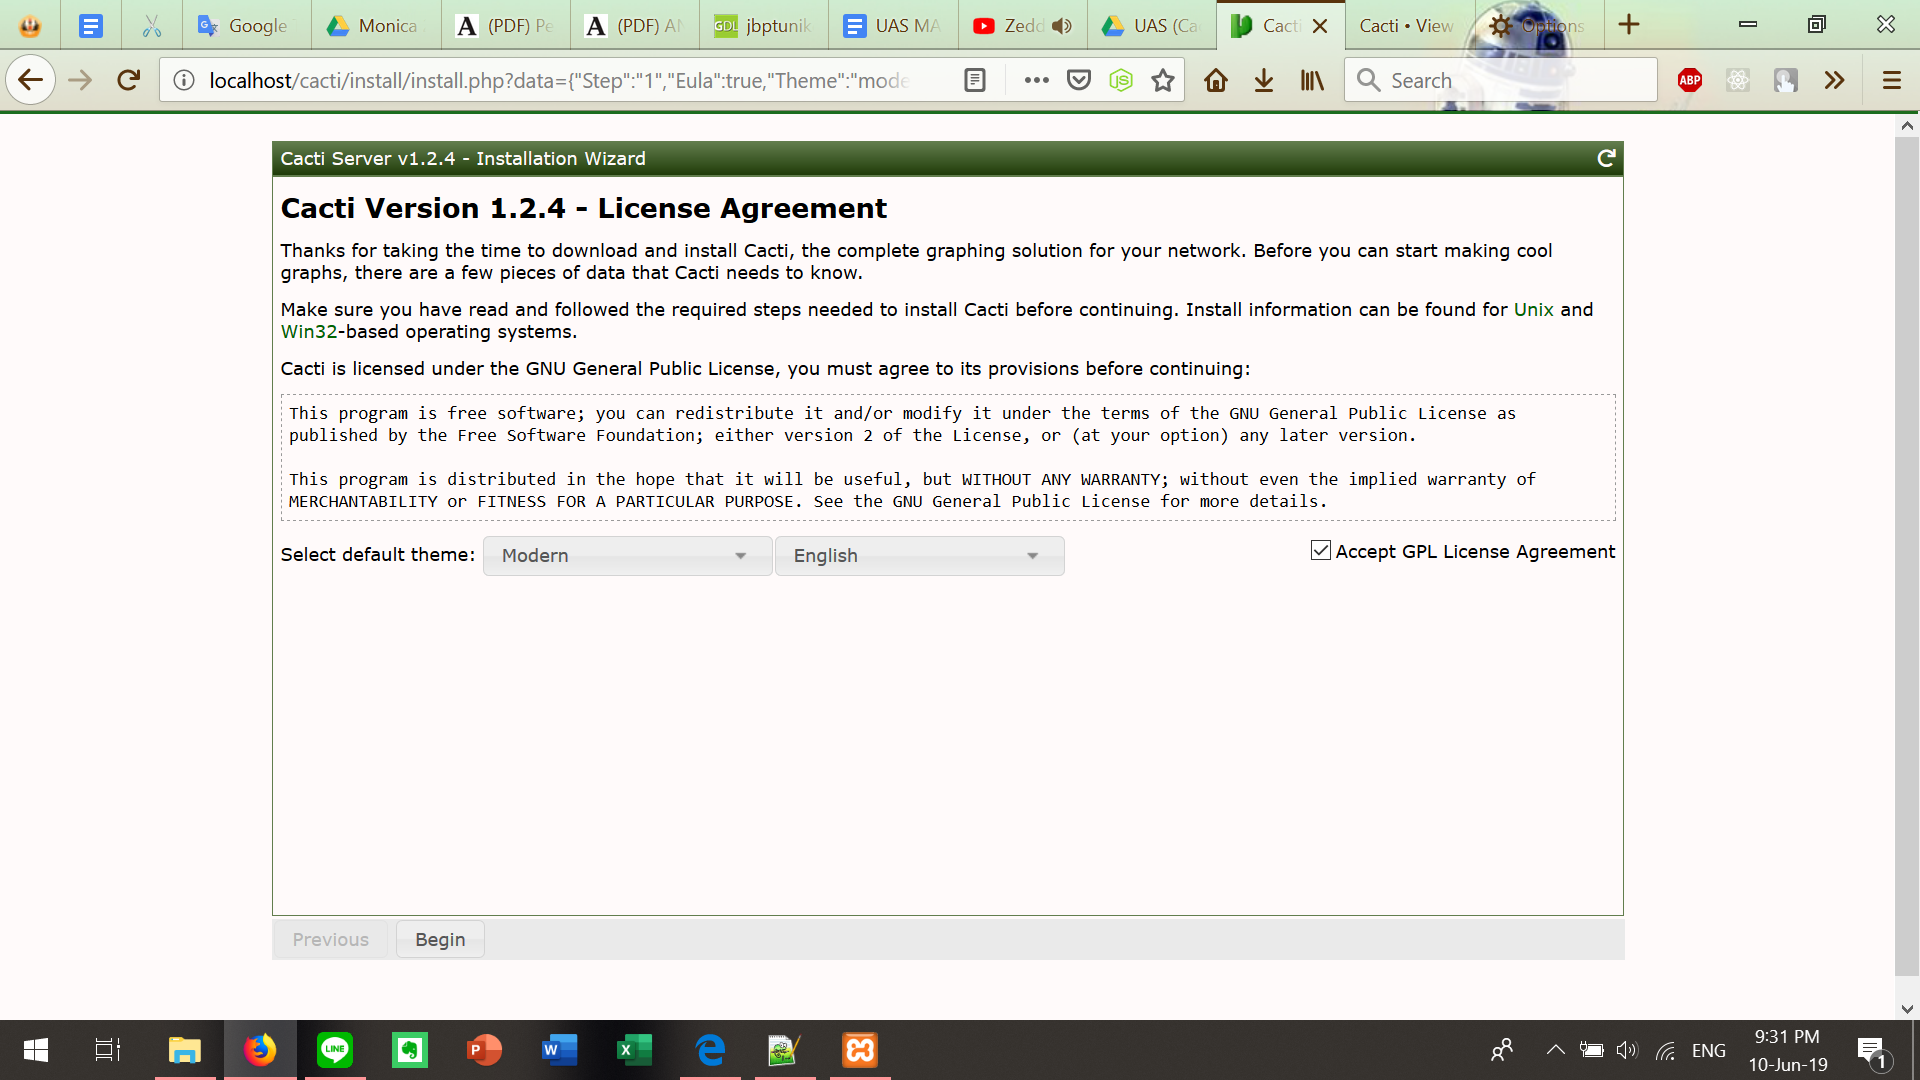 Google
Monica
(PDF) Pe
(PDF) AN
GDL
jbptunik
UAS MA
Zedd
UAS (Ca
Cacti
Cacti • View
Options
localhost/cacti/install/install.php?data={"Step":"1","Eula":true,"Theme":"mode
Search
ABP
Cacti Server v1.2.4 - Installation Wizard
Cacti Version 1.2.4 - License Agreement
Thanks for taking the time to download and install Cacti, the complete graphing solution for your network. Before you can start making cool
graphs, there are a few pieces of data that Cacti needs to know.
Make sure you have read and followed the required steps needed to install Cacti before continuing. Install information can be found for Unix and
Win32-based operating systems.
Cacti is licensed under the GNU General Public License, you must agree to its provisions before continuing:
This program is free software; you can redistribute it and/or modify it under the terms of the GNU General Public License as
published by the Free Software Foundation; either version 2 of the License, or (at your option) any later version.
This program is distributed in the hope that it will be useful, but WITHOUT ANY WARRANTY; without even the implied warranty of
MERCHANTABILITY or FITNESS FOR A PARTICULAR PURPOSE. See the GNU General Public License for more details.
Select default theme: Modern English Accept GPL License Agreement
Previous Begin
LINE
ENG
9:31 PM
10-Jun-19
1